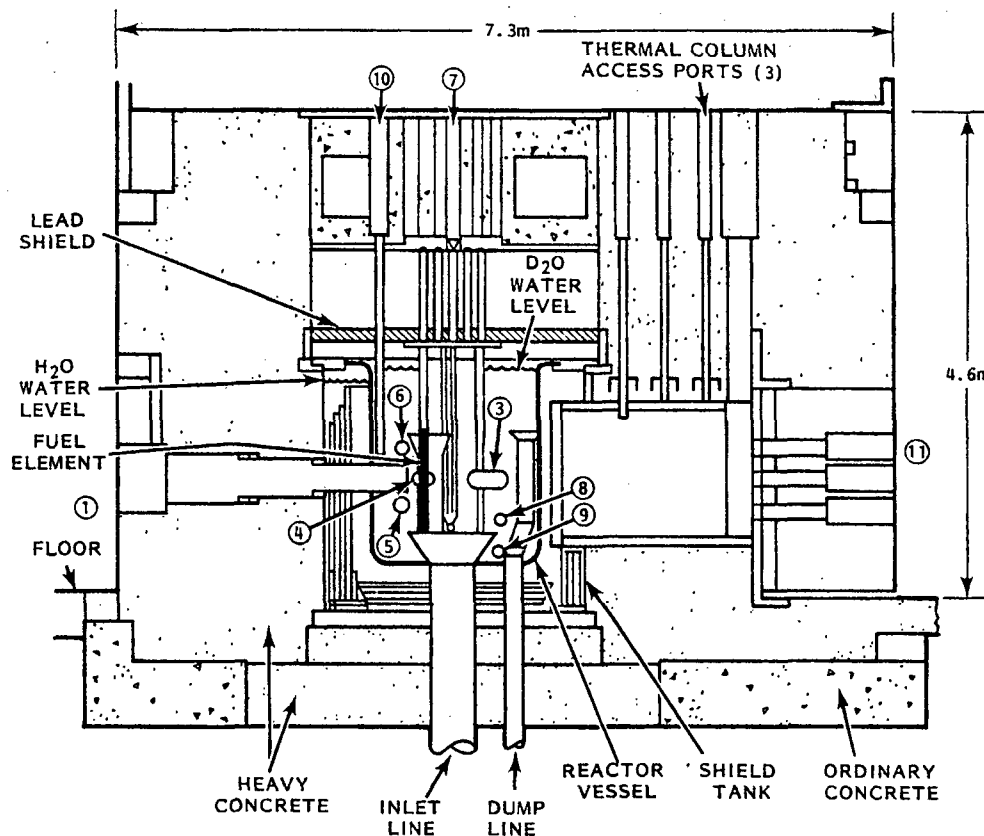 7.3m
THERMAL COLUMN
ACCESS PORTS (3)
⑩
⑦
LEAD
SHIELD
D₂O
WATER
LEVEL
H₂O
WATER
LEVEL
4.6m
⑥
③
FUEL
ELEMENT
⑪
①
④
⑤
⑧
⑨
FLOOR
HEAVY
CONCRETE
INLET
LINE
DUMP
LINE
REACTOR
VESSEL
SHIELD
TANK
ORDINARY
CONCRETE